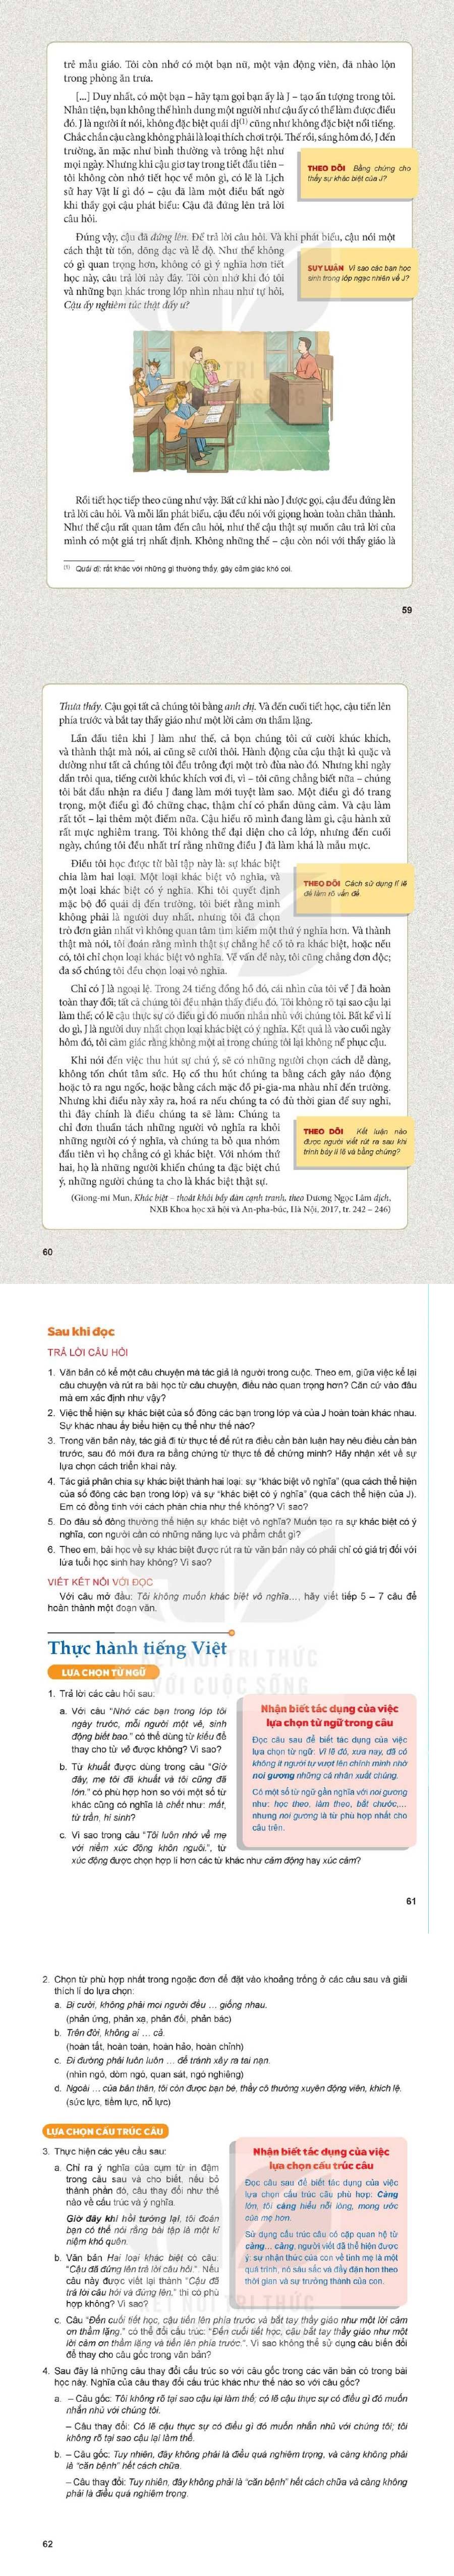 trẻ mẫu giáo. Tôi còn nhớ có một bạn nữ, một vận động viên, đã nhào lộn
trong phòng ăn trưa.
[...] Duy nhất, có một bạn – hãy tạm gọi bạn ấy là J – tạo ấn tượng trong tôi.
Nhân tiện, bạn không thể hình dung một người như cậu ấy có thể làm được điều
đó. J là người ít nói, không đặc biệt quái dị(1) cũng như không đặc biệt nổi tiếng.
Chắc chắn cậu càng không phải là loại thích chơi trội. Thế rồi, sáng hôm đó, J đến
trường, ăn mặc như bình thường và trông hệt như
mọi ngày. Nhưng khi cậu giơ tay trong tiết đầu tiên –
tôi không còn nhớ tiết học về môn gì, có lẽ là Lịch
sử hay Vật lí gì đó – cậu đã làm một điều bất ngờ
khi thầy gọi cậu phát biểu: Cậu đã đứng lên trả lời
câu hỏi.
THEO DÕI Bằng chứng cho
thấy sự khác biệt của J?
Đúng vậy, cậu đã đứng lên. Để trả lời câu hỏi. Và khi phát biểu, cậu nói một
cách thật từ tốn, đông dạc và lễ độ. Như thể không
có gì quan trọng hơn, không có gì ý nghĩa hơn tiết
học này, câu trả lời này đây. Tôi còn nhớ khi đó tôi
và những bạn khác trong lớp nhìn nhau như tự hỏi,
Cậu ấy nghiêm túc thật đấy ư?
SUY LUẬN Vì sao các bạn học
sinh trong lớp ngạc nhiên về J?
Rồi tiết học tiếp theo cũng như vậy. Bất cứ khi nào J được gọi, cậu đều đứng lên
trả lời câu hỏi. Và mỗi lần phát biểu, cậu đều nói với giọng hoàn toàn chân thành.
Như thể cậu rất quan tâm đến câu hỏi, như thể cậu thật sự muốn câu trả lời của
mình có một giá trị nhất định. Không những thế – cậu còn nói với thầy giáo là
(1) Quái dị: rất khác với những gì thường thấy, gây cảm giác khó coi.
59
Thưa thầy. Cậu gọi tất cả chúng tôi bằng anh chị. Và đến cuối tiết học, cậu tiến lên
phía trước và bắt tay thầy giáo như một lời cảm ơn thầm lặng.
Lần đầu tiên khi J làm như thế, cả bọn chúng tôi cứ cười khúc khích,
và thành thật mà nói, ai cũng sẽ cười thôi. Hành động của cậu thật kì quặc và
dường như tất cả chúng tôi đều trông đợi một trò đùa nào đó. Nhưng khi ngày
dần trôi qua, tiếng cười khúc khích vơi đi, vì – tôi cũng chẳng biết nữa – chúng
tôi bắt đầu nhận ra điều J đang làm mới tuyệt làm sao. Một điều gì đó trang
trọng, một điều gì đó chững chạc, thậm chí có phần dũng cảm. Và cậu làm
rất tốt – lại thêm một điểm nữa. Cậu hiểu rõ mình đang làm gì, cậu hành xử
rất mực nghiêm trang. Tôi không thể đại diện cho cả lớp, nhưng đến cuối
ngày, chúng tôi đều nhất trí rằng những điều J đã làm khá là mẫu mực.
Điều tôi học được từ bài tập này là: sự khác biệt
chia làm hai loại. Một loại khác biệt vô nghĩa, và
một loại khác biệt có ý nghĩa. Khi tôi quyết định
mặc bộ đồ quái dị đến trường, tôi biết rằng mình
không phải là người duy nhất, nhưng tôi đã chọn
THEO DÕI Cách sử dụng lí lẽ
để làm rõ vấn đề.
trò đơn giản nhất vì không quan tâm tìm kiếm một thứ ý nghĩa hơn. Và thành
thật mà nói, tôi đoán rằng mình thật sự chẳng hề cố tỏ ra khác biệt, hoặc nếu
có, tôi chỉ chọn loại khác biệt vô nghĩa. Về vấn đề này, tôi cũng chẳng đơn độc;
đa số chúng tôi đều chọn loại vô nghĩa.
Chỉ có J là ngoại lệ. Trong 24 tiếng đồng hồ đó, cái nhìn của tôi về J đã hoàn
toàn thay đổi; tất cả chúng tôi đều nhận thấy điều đó. Tôi không rõ tại sao cậu lại
làm thế; có lẽ cậu thực sự có điều gì đó muốn nhắn nhủ với chúng tôi. Bất kể vì lí
do gì, J là người duy nhất chọn loại khác biệt có ý nghĩa. Kết quả là vào cuối ngày
hôm đó, tôi cảm giác rằng không một ai trong chúng tôi lại không nể phục cậu.
Khi nói đến việc thu hút sự chú ý, sẽ có những người chọn cách dễ dàng,
không tốn chút tâm sức. Họ cố thu hút chúng ta bằng cách gây náo động
hoặc tỏ ra ngu ngốc, hoặc bằng cách mặc đồ pi-gia-ma nhàu nhĩ đến trường.
Nhưng khi điều này xảy ra, hoá ra nếu chúng ta có đủ thời gian để suy nghĩ,
thì đây chính là điều chúng ta sẽ làm: Chúng ta
chỉ đơn thuần tách những người vô nghĩa ra khỏi
những người có ý nghĩa, và chúng ta bỏ qua nhóm
đầu tiên vì họ chẳng có gì khác biệt. Với nhóm thứ
hai, họ là những người khiến chúng ta đặc biệt chú
ý, những người chúng ta cho là khác biệt thật sự.
THEO DÕI Kết luận nào
được người viết rút ra sau khi
trình bày lí lẽ và bằng chứng?
(Giong-mi Mun, Khác biệt – thoát khỏi bầy đàn cạnh tranh, theo Dương Ngọc Lâm dịch,
NXB Khoa học xã hội và An-pha-búc, Hà Nội, 2017, tr. 242 – 246)
60
Sau khi đọc
TRẢ LỜI CÂU HỎI
1. Văn bản có kể một câu chuyện mà tác giả là người trong cuộc. Theo em, giữa việc kể lại
câu chuyện và rút ra bài học từ câu chuyện, điều nào quan trọng hơn? Căn cứ vào đâu
mà em xác định như vậy?
2. Việc thể hiện sự khác biệt của số đông các bạn trong lớp và của J hoàn toàn khác nhau.
Sự khác nhau ấy biểu hiện cụ thể như thế nào?
3. Trong văn bản này, tác giả đi từ thực tế để rút ra điều cần bàn luận hay nêu điều cần bàn
trước, sau đó mới đưa ra bằng chứng từ thực tế để chứng minh? Hãy nhận xét về sự
lựa chọn cách triển khai này.
4. Tác giả phân chia sự khác biệt thành hai loại: sự “khác biệt vô nghĩa” (qua cách thể hiện
của số đông các bạn trong lớp) và sự “khác biệt có ý nghĩa” (qua cách thể hiện của J).
Em có đồng tình với cách phân chia như thế không? Vì sao?
5. Do đâu số đông thường thể hiện sự khác biệt vô nghĩa? Muốn tạo ra sự khác biệt có ý
nghĩa, con người cần có những năng lực và phẩm chất gì?
6. Theo em, bài học về sự khác biệt được rút ra từ văn bản này có phải chỉ có giá trị đối với
lứa tuổi học sinh hay không? Vì sao?
VIẾT KẾT NỐI VỚI ĐỌC
Với câu mở đầu: Tôi không muốn khác biệt vô nghĩa..., hãy viết tiếp 5 – 7 câu để
hoàn thành một đoạn văn.
Thực hành tiếng Việt
LỰA CHỌN TỪ NGỮ
1. Trả lời các câu hỏi sau:
a. Với câu “Nhớ các bạn trong lớp tôi
ngày trước, mỗi người một vẻ, sinh
động biết bao.” có thể dùng từ kiểu để
thay cho từ vẻ được không? Vì sao?
b. Từ khuất được dùng trong câu “Giờ
đây, mẹ tôi đã khuất và tôi cũng đã
lớn.” có phù hợp hơn so với một số từ
khác cũng có nghĩa là chết như: mất,
từ trần, hi sinh?
c. Vì sao trong câu “Tôi luôn nhớ về mẹ
với niềm xúc động khôn nguôi.”, từ
xúc động được chọn hợp lí hơn các từ khác như cảm động hay xúc cảm?
Nhận biết tác dụng của việc
lựa chọn từ ngữ trong câu
Đọc câu sau để biết tác dụng của việc
lựa chọn từ ngữ: Vì lẽ đó, xưa nay, đã có
không ít người tự vượt lên chính mình nhờ
noi gương những cá nhân xuất chúng.
Có một số từ ngữ gần nghĩa với noi gương
như: học theo, làm theo, bắt chước,...
nhưng noi gương là từ phù hợp nhất cho
câu trên.
61
2. Chọn từ phù hợp nhất trong ngoặc đơn để đặt vào khoảng trống ở các câu sau và giải
thích lí do lựa chọn:
a. Bị cười, không phải mọi người đều ... giống nhau.
(phản ứng, phản xạ, phản đối, phản bác)
b. Trên đời, không ai ... cả.
(hoàn tất, hoàn toàn, hoàn hảo, hoàn chỉnh)
c. Đi đường phải luôn luôn ... để tránh xảy ra tai nạn.
(nhìn ngó, dòm ngó, quan sát, ngó nghiêng)
d. Ngoài ... của bản thân, tôi còn được bạn bè, thầy cô thường xuyên động viên, khích lệ.
(sức lực, tiềm lực, nỗ lực)
LỰA CHỌN CẤU TRÚC CÂU
3. Thực hiện các yêu cầu sau:
a. Chỉ ra ý nghĩa của cụm từ in đậm
trong câu sau và cho biết, nếu bỏ
thành phần đó, câu thay đổi như thế
nào về cấu trúc và ý nghĩa.
Giờ đây khi hồi tưởng lại, tôi đoán
bạn có thể nói rằng bài tập là một kỉ
niệm khó quên.
b. Văn bản Hai loại khác biệt có câu:
“Cậu đã đứng lên trả lời câu hỏi.”. Nếu
câu này được viết lại thành “Cậu đã
trả lời câu hỏi và đứng lên.” thì có phù
hợp không? Vì sao?
Nhận biết tác dụng của việc
lựa chọn cấu trúc câu
Đọc câu sau để biết tác dụng của việc
lựa chọn cấu trúc câu phù hợp: Càng
lớn, tôi càng hiểu nỗi lòng, mong ước
của mẹ hơn.
Sử dụng cấu trúc câu có cặp quan hệ từ
càng... càng, người viết đã thể hiện được
ý: sự nhận thức của con về tình mẹ là một
quá trình, nó sâu sắc và đầy đặn hơn theo
thời gian và sự trưởng thành của con.
c. Câu “Đến cuối tiết học, cậu tiến lên phía trước và bắt tay thầy giáo như một lời cảm
ơn thầm lặng.” có thể đổi cấu trúc: “Đến cuối tiết học, cậu bắt tay thầy giáo như một
lời cảm ơn thầm lặng và tiến lên phía trước.”. Vì sao không thể sử dụng câu biến đổi
để thay cho câu gốc trong văn bản?
4. Sau đây là những câu thay đổi cấu trúc so với câu gốc trong các văn bản có trong bài
học này. Nghĩa của câu thay đổi cấu trúc khác như thế nào so với câu gốc?
a. – Câu gốc: Tôi không rõ tại sao cậu lại làm thế; có lẽ cậu thực sự có điều gì đó muốn
nhắn nhủ với chúng tôi.
– Câu thay đổi: Có lẽ cậu thực sự có điều gì đó muốn nhắn nhủ với chúng tôi; tôi
không rõ tại sao cậu lại làm thế.
b. – Câu gốc: Tuy nhiên, đây không phải là điều quá nghiêm trọng, và càng không phải
là “căn bệnh” hết cách chữa.
– Câu thay đổi: Tuy nhiên, đây không phải là “căn bệnh” hết cách chữa và càng không
phải là điều quá nghiêm trọng.
62